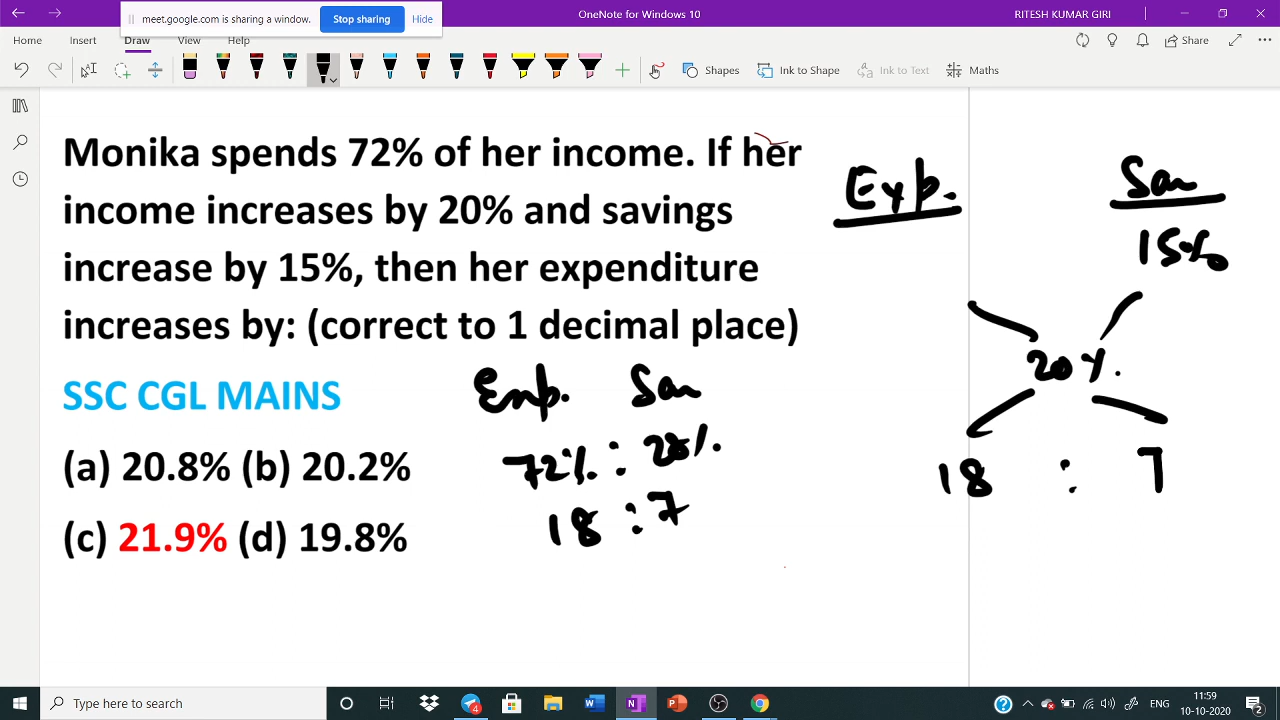 meet.google.com is sharing a window. Stop sharing Hide
OneNote for Windows 10
RITESH KUMAR GIRI
Home Insert Draw View Help
Share
Shapes Ink to Shape Ink to Text Maths
Monika spends 72% of her income. If her
income increases by 20% and savings
increase by 15%, then her expenditure
increases by: (correct to 1 decimal place)
SSC CGL MAINS
(a) 20.8% (b) 20.2%
(c) 21.9% (d) 19.8%
Exp. Sav
72% : 28%
18 : 7
Exp. Sav
15%
20%
18 : 7
Type here to search
ENG
11:59
10-10-2020